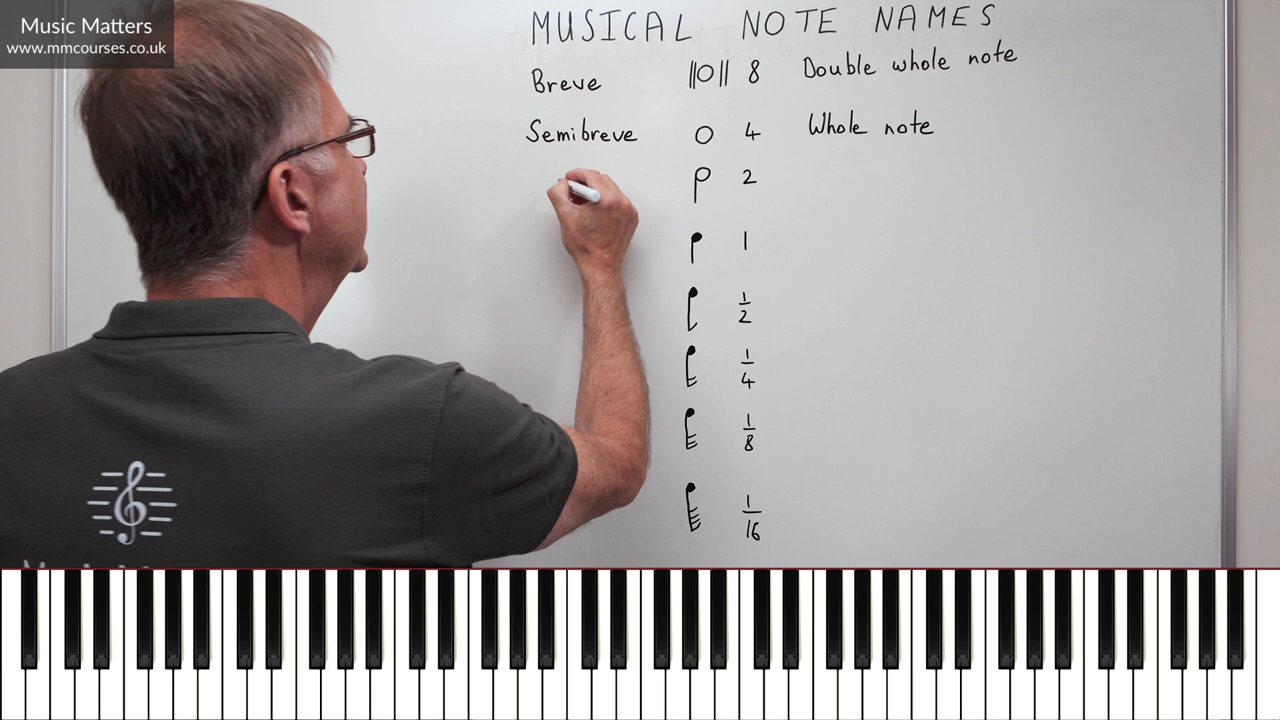 Music Matters
www.mmcourses.co.uk
MUSICAL NOTE NAMES
Breve 8 Double whole note
Semibreve 4 Whole note
2
1
1/2
1/4
1/8
1/16